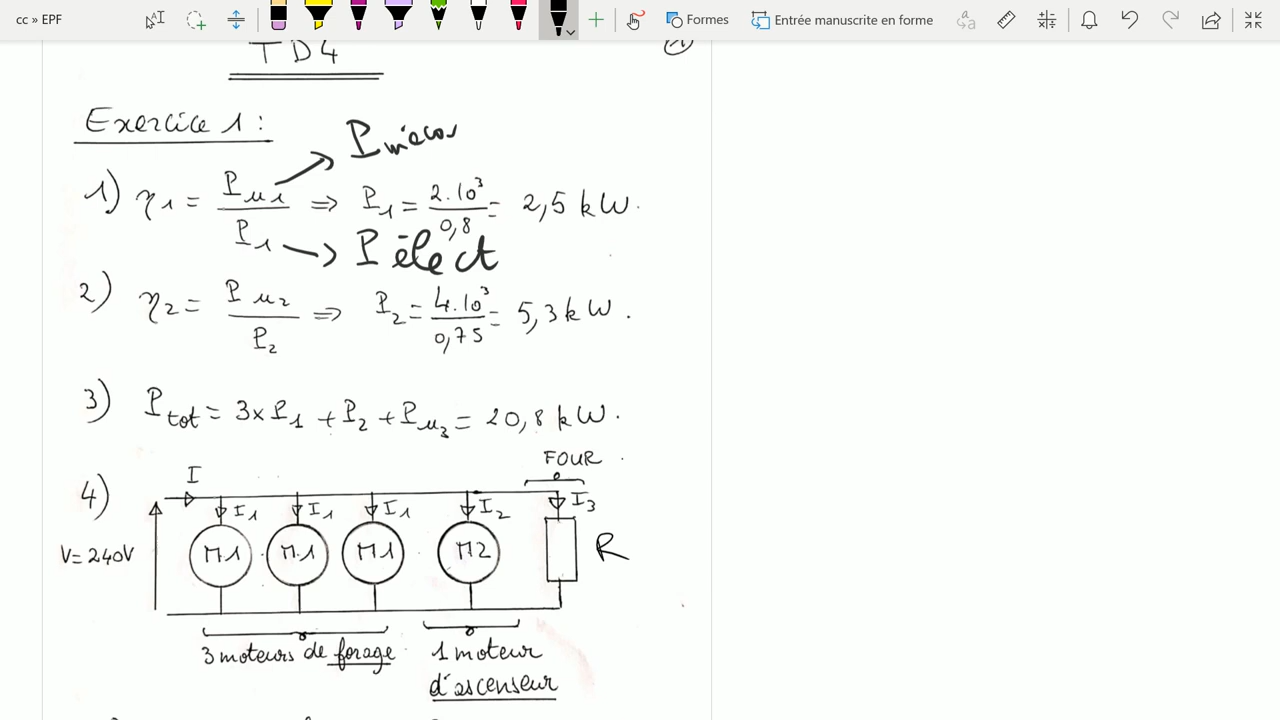 cc » EPF
Formes
Entrée manuscrite en forme
TD4
Exercice 1 :
1) η1 = Pu1 / P1 ⇒ P1 = 2.10³ / 0,8 = 2,5 kW.
→ P mécas
→ P élect
2) η2 = Pu2 / P2 ⇒ P2 = 4.10³ / 0,75 = 5,3 kW.
3) Ptot = 3×P1 + P2 + Pu3 = 20,8 kW.
4)
I
FOUR
I1 I1 I1 I2 I3
V= 240V
M1 M1 M1 M2 R
3 moteurs de forage
1 moteur
d'ascenseur